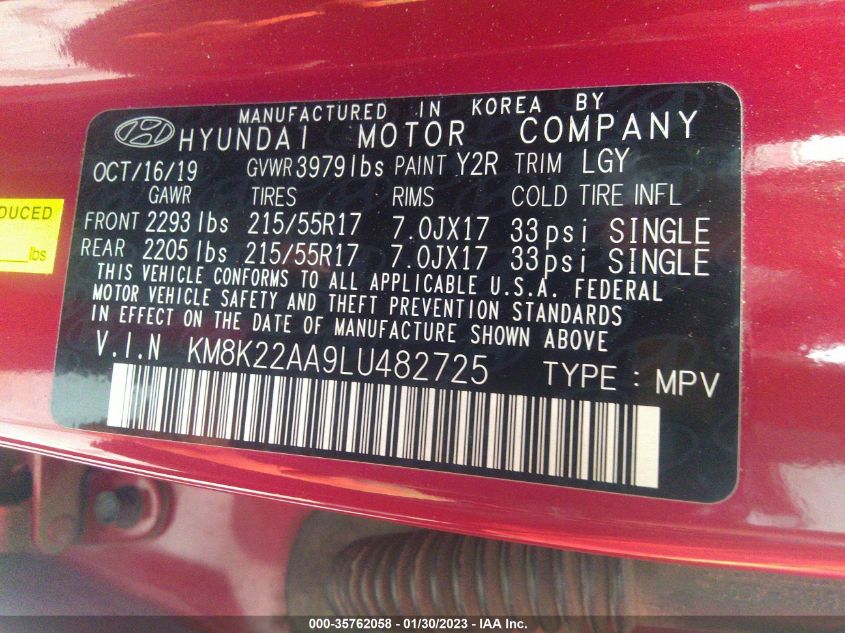 MANUFACTURED IN KOREA BY
HYUNDAI MOTOR COMPANY
OCT/16/19 GVWR 3979lbs PAINT Y2R TRIM LGY
GAWR TIRES RIMS COLD TIRE INFL
FRONT 2293 lbs 215/55R17 7.0JX17 33psi SINGLE
REAR 2205 lbs 215/55R17 7.0JX17 33psi SINGLE
THIS VEHICLE CONFORMS TO ALL APPLICABLE U.S.A. FEDERAL
MOTOR VEHICLE SAFETY AND THEFT PREVENTION STANDARDS
IN EFFECT ON THE DATE OF MANUFACTURE SHOWN ABOVE
V.I.N KM8K22AA9LU482725 TYPE : MPV
DUCED
lbs
000-35762058 - 01/30/2023 - IAA Inc.